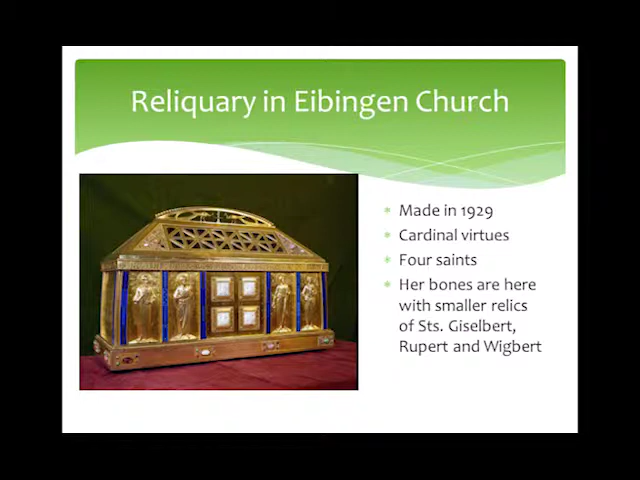 Reliquary in Eibingen Church
Made in 1929
Cardinal virtues
Four saints
Her bones are here
with smaller relics
of Sts. Giselbert,
Rupert and Wigbert